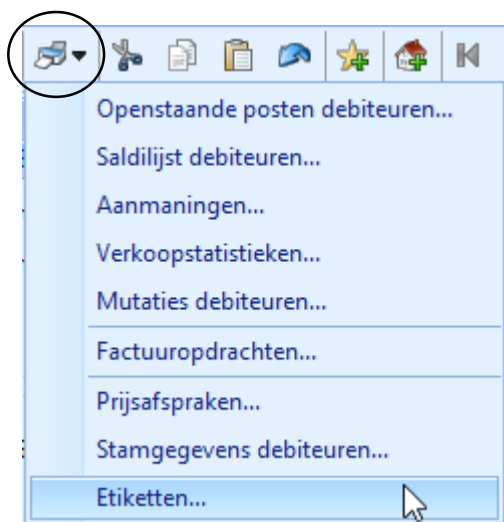 Openstaande posten debiteuren...
Saldilijst debiteuren...
Aanmaningen...
Verkoopstatistieken...
Mutaties debiteuren...
Factuuropdrachten...
Prijsafspraken...
Stamgegevens debiteuren...
Etiketten...